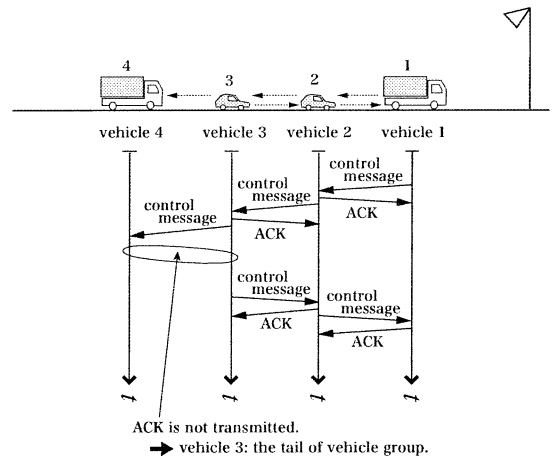 4
3
2
1
vehicle 4
vehicle 3
vehicle 2
vehicle 1
control
message
ACK
control
message
ACK
control
message
control
message
ACK
control
message
ACK
ACK is not transmitted.
vehicle 3: the tail of vehicle group.